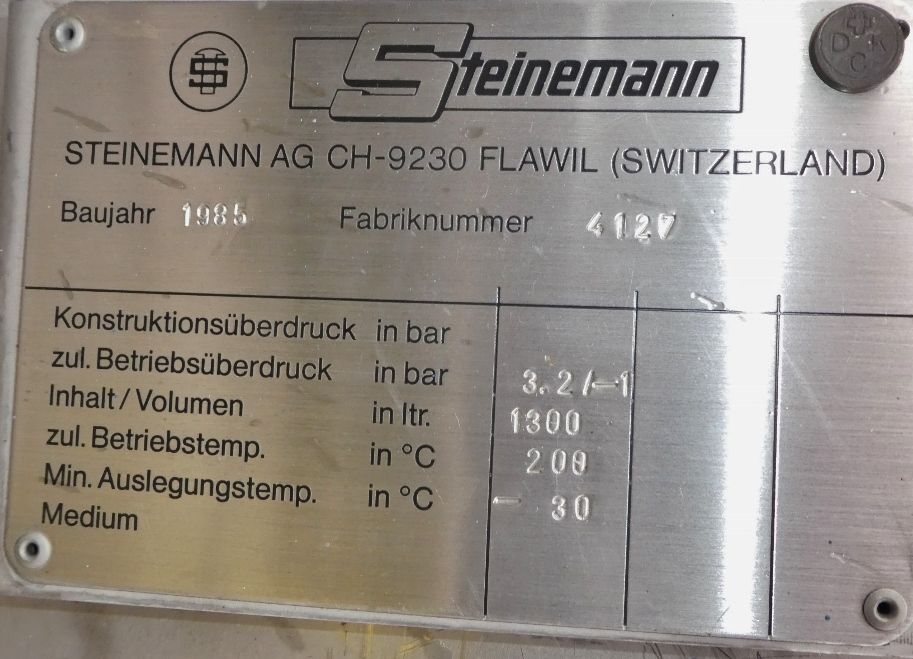 Steinemann
DKC
STEINEMANN AG CH-9230 FLAWIL (SWITZERLAND)
Baujahr 1985 Fabriknummer 4127
Konstruktionsüberdruck in bar
zul. Betriebsüberdruck in bar 3.2/-1
Inhalt / Volumen in ltr. 1300
zul. Betriebstemp. in °C 200
Min. Auslegungstemp. in °C - 30
Medium